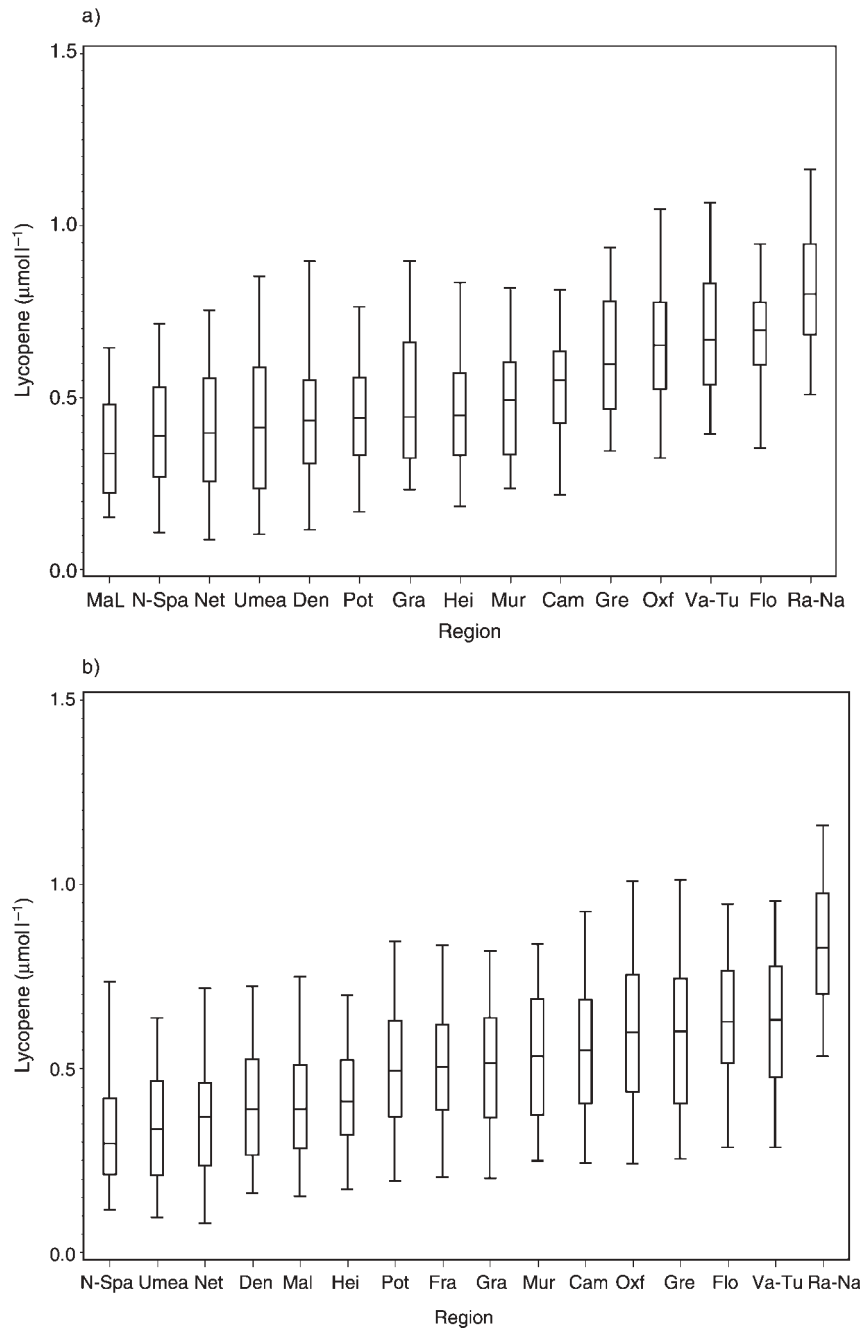 a)
1.5
1.0
0.5
0.0
Lycopene (μmol l⁻¹)
MaL N-Spa Net Umea Den Pot Gra Hei Mur Cam Gre Oxf Va-Tu Flo Ra-Na
Region
b)
1.5
1.0
0.5
0.0
Lycopene (μmol l⁻¹)
N-Spa Umea Net Den Mal Hei Pot Fra Gra Mur Cam Oxf Gre Flo Va-Tu Ra-Na
Region